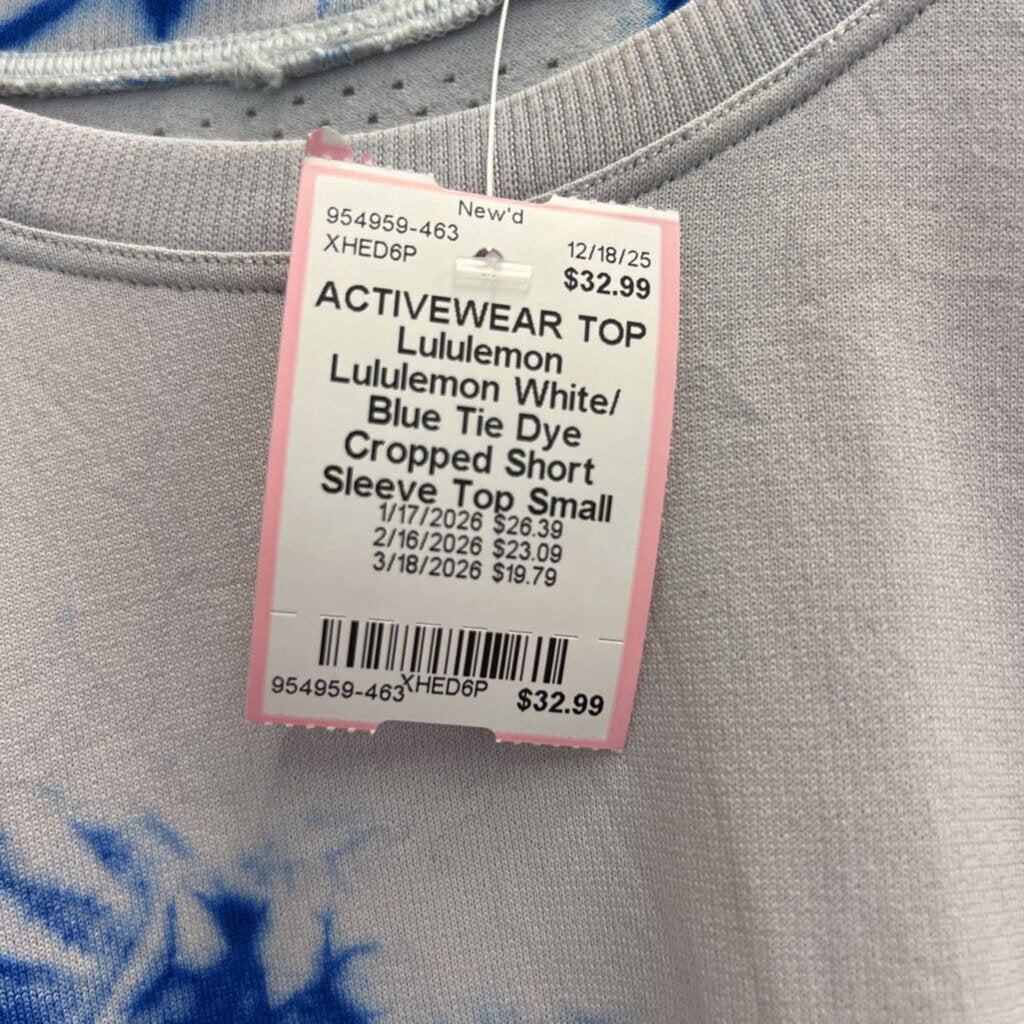 New'd
954959-463
XHED6P
12/18/25
$32.99
ACTIVEWEAR TOP
Lululemon
Lululemon White/
Blue Tie Dye
Cropped Short
Sleeve Top Small
1/17/2026 $26.39
2/16/2026 $23.09
3/18/2026 $19.79
954959-463 XHED6P $32.99